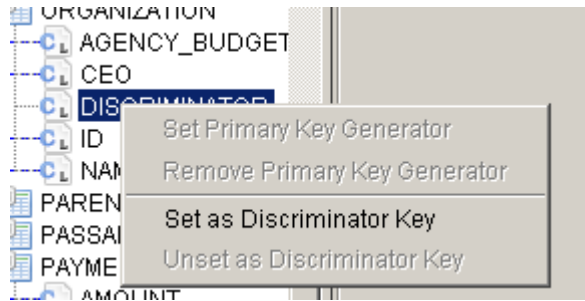 ORGANIZATION
AGENCY_BUDGET
CEO
DISCRIMINATOR
ID
Set Primary Key Generator
Remove Primary Key Generator
Set as Discriminator Key
Unset as Discriminator Key
AMOUNT